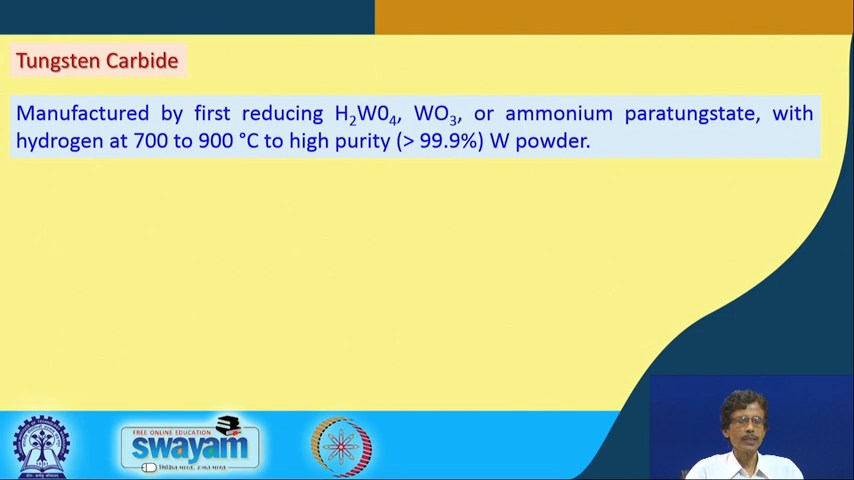 Tungsten Carbide
Manufactured by first reducing H₂W0₄, WO₃, or ammonium paratungstate, with
hydrogen at 700 to 900 °C to high purity (> 99.9%) W powder.
FREE ONLINE EDUCATION
swayam